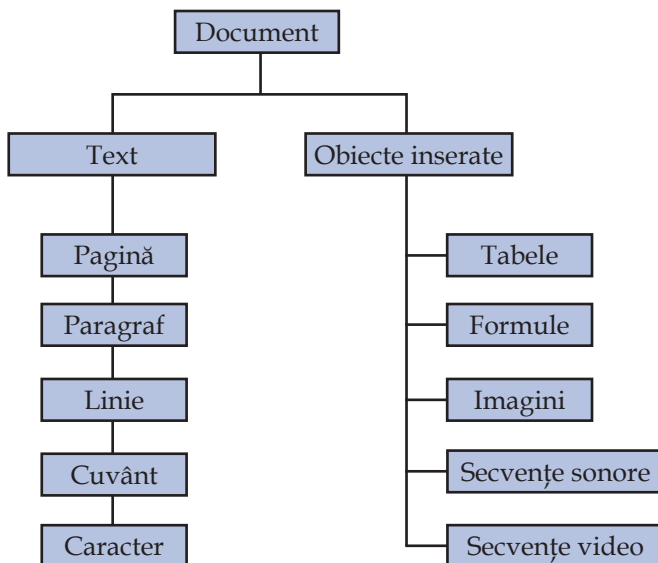 Document
Text
Obiecte inserate
Pagină
Tabele
Paragraf
Formule
Linie
Imagini
Cuvânt
Secvențe sonore
Caracter
Secvențe video